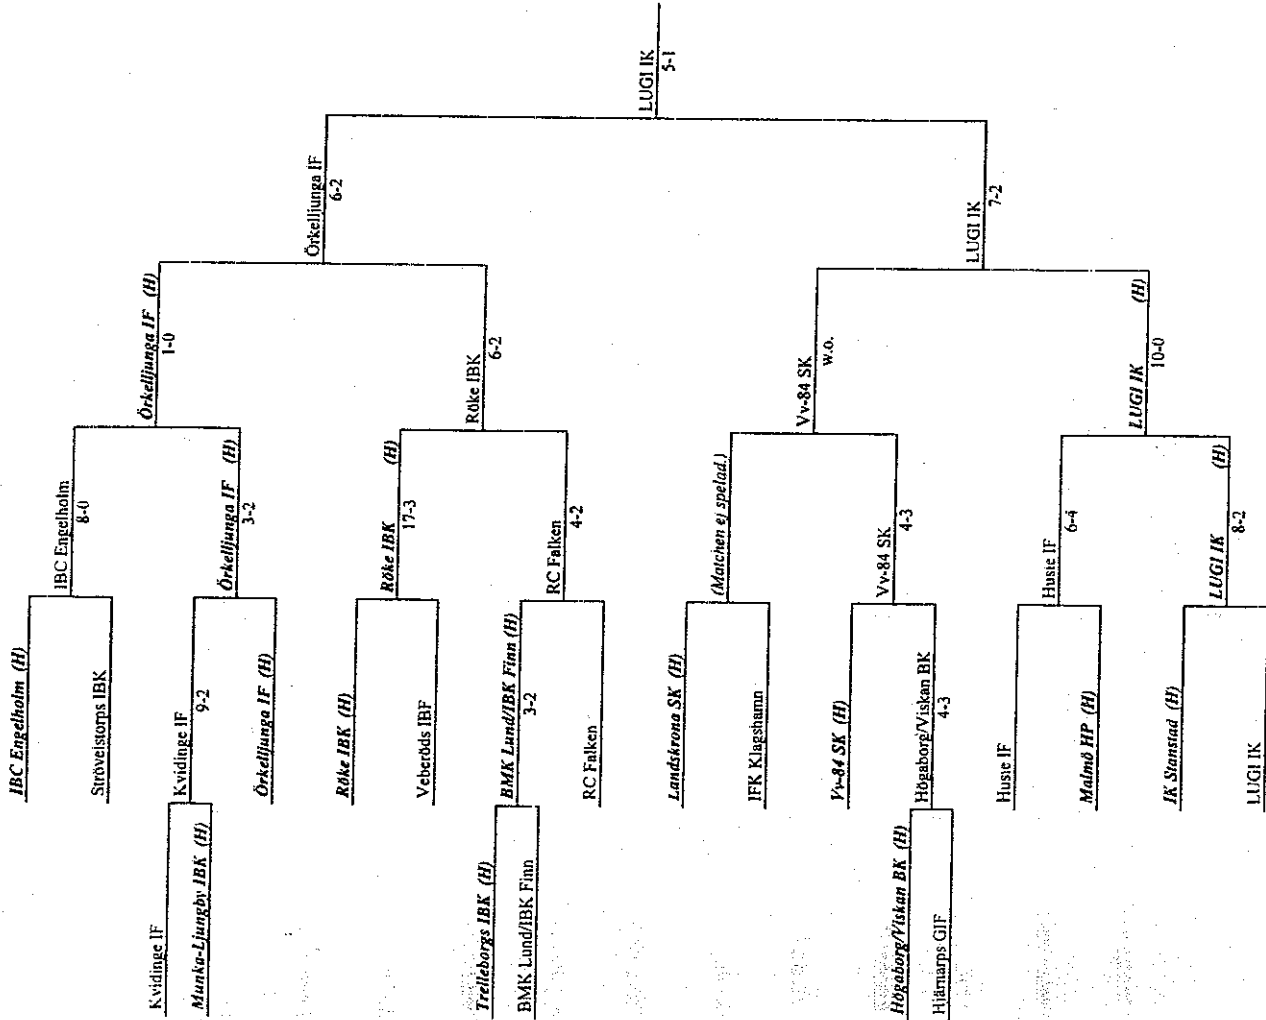 IBC Engelholm (H)
IBC Engelholm
8-0
Strövelstorps IBK
Örkelljunga IF (H)
1-0
Kvidinge IF
Kvidinge IF
9-2
Munka-Ljungby IBK (H)
Örkelljunga IF (H)
3-2
Örkelljunga IF (H)
Örkelljunga IF
6-2
Röke IBK (H)
Röke IBK (H)
17-3
Veberöds IBF
Röke IBK
6-2
Trelleborgs IBK (H)
BMK Lund/IBK Finn (H)
3-2
BMK Lund/IBK Finn
RC Falken
4-2
RC Falken
LUGI IK
5-1
Landskrona SK (H)
(Matchen ej spelad.)
IFK Klagshamn
Vv-84 SK
w.o.
Vv-84 SK (H)
Vv-84 SK
4-3
Högaborg/Viskan BK (H)
Högaborg/Viskan BK
4-3
Hjärnarps GIF
LUGI IK
7-2
Husie IF
Husie IF
6-4
Malmö HP (H)
LUGI IK (H)
10-0
IK Stanstad (H)
LUGI IK (H)
8-2
LUGI IK